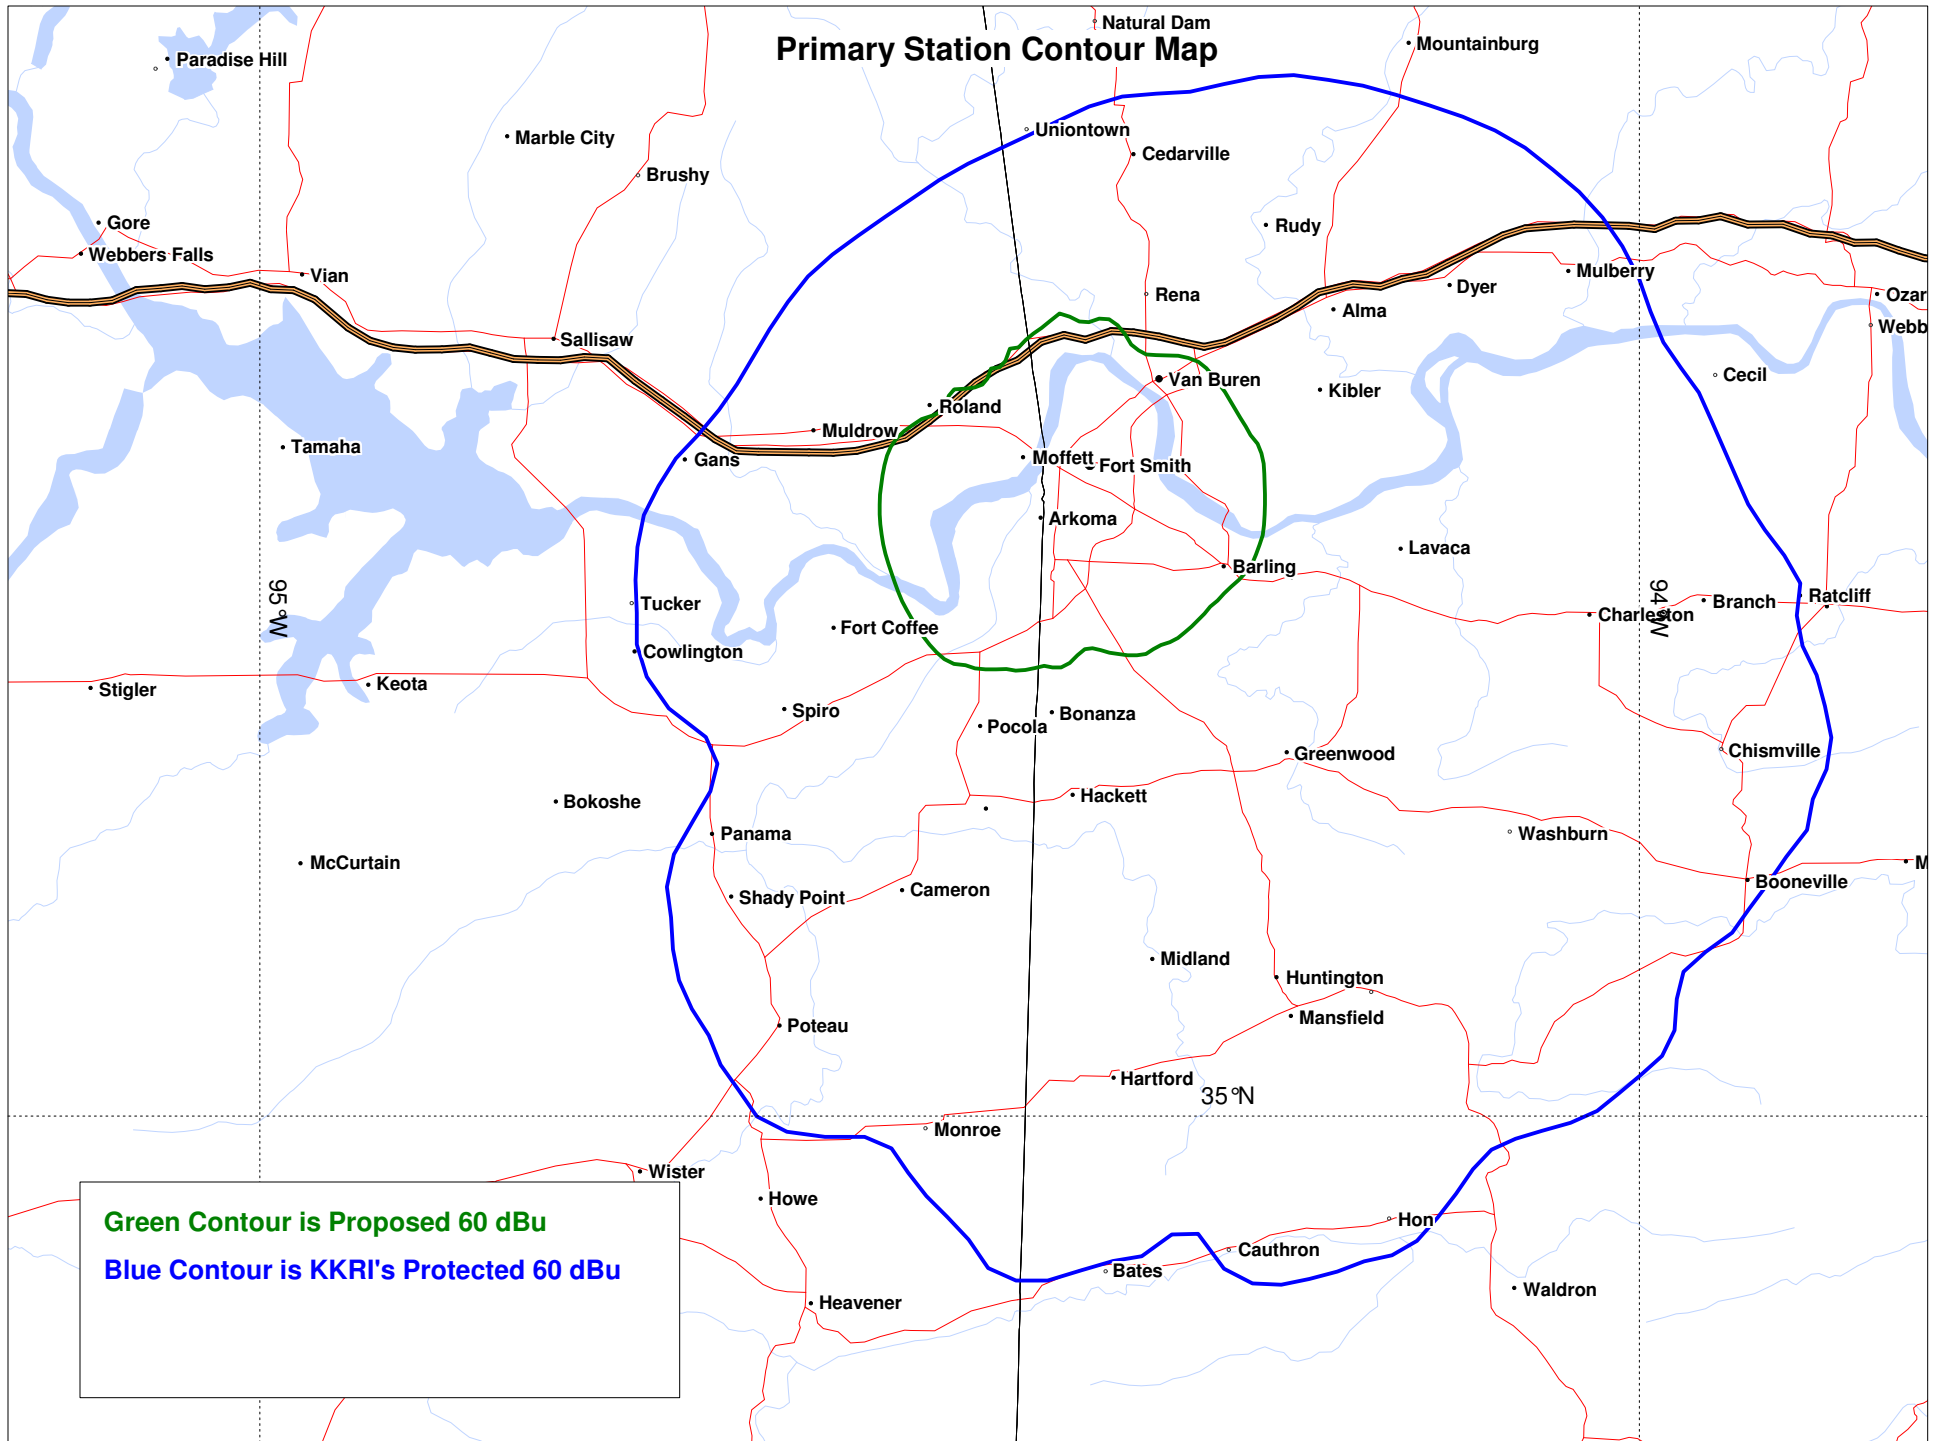 Natural Dam
Primary Station Contour Map
Mountainburg
Paradise Hill
Uniontown
Marble City
Cedarville
Brushy
Gore
Rudy
Webbers Falls
Vian
Mulberry
Dyer
Rena
Ozar
Alma
Webb
Sallisaw
Cecil
Van Buren
Kibler
Roland
Muldrow
Tamaha
Gans
Moffett
Fort Smith
Arkoma
Lavaca
Barling
95°W
94°W
Tucker
Branch
Ratcliff
Charleston
Fort Coffee
Cowlington
Keota
Stigler
Spiro
Bonanza
Pocola
Greenwood
Chismville
Hackett
Bokoshe
Panama
Washburn
McCurtain
M
Booneville
Cameron
Shady Point
Midland
Huntington
Mansfield
Poteau
Hartford
35°N
Monroe
Wister
Howe
Green Contour is Proposed 60 dBu
Hon
Cauthron
Blue Contour is KKRI's Protected 60 dBu
Bates
Waldron
Heavener